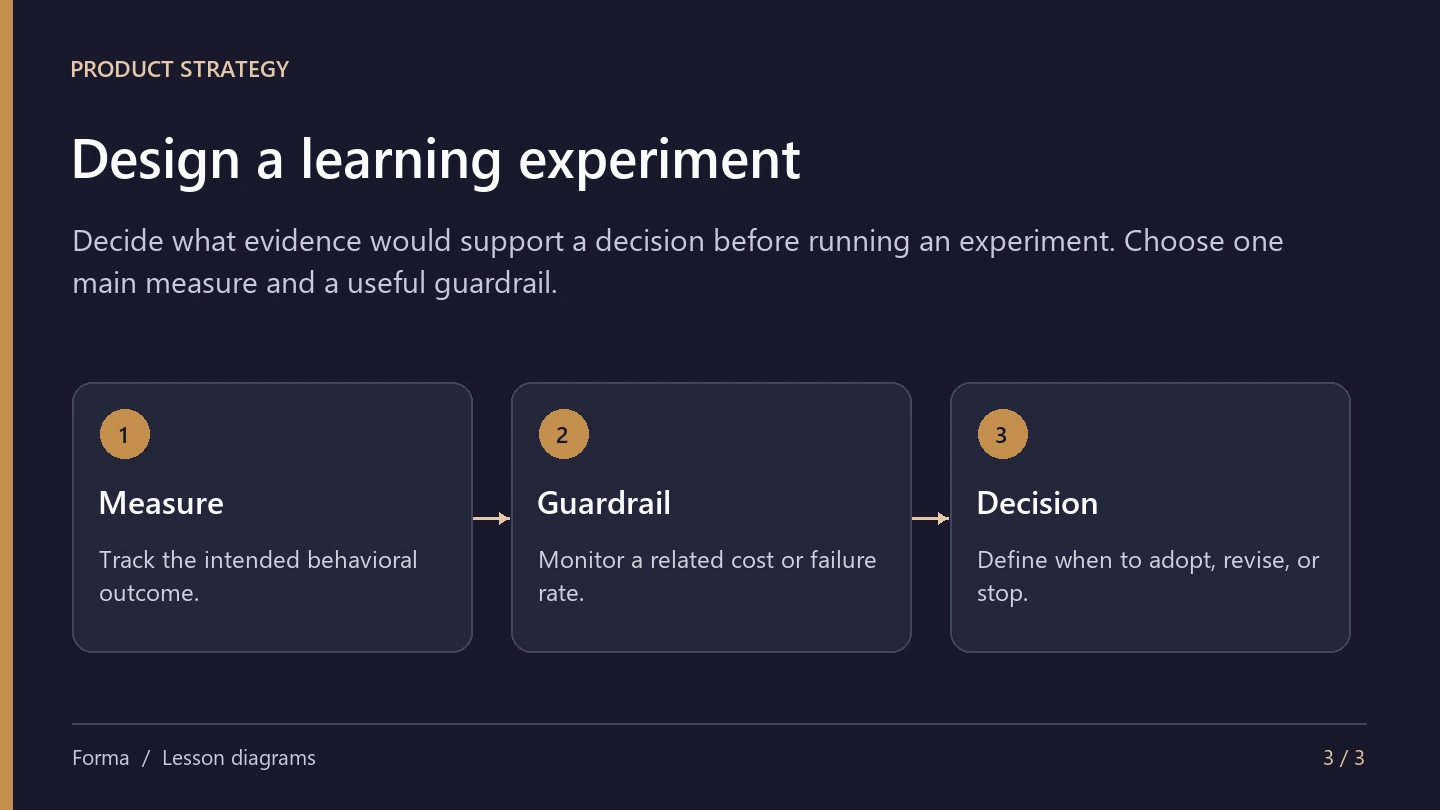 PRODUCT STRATEGY
Design a learning experiment
Decide what evidence would support a decision before running an experiment. Choose one
main measure and a useful guardrail.
1
Measure
Track the intended behavioral
outcome.
2
Guardrail
Monitor a related cost or failure
rate.
3
Decision
Define when to adopt, revise, or
stop.
Forma / Lesson diagrams
3 / 3